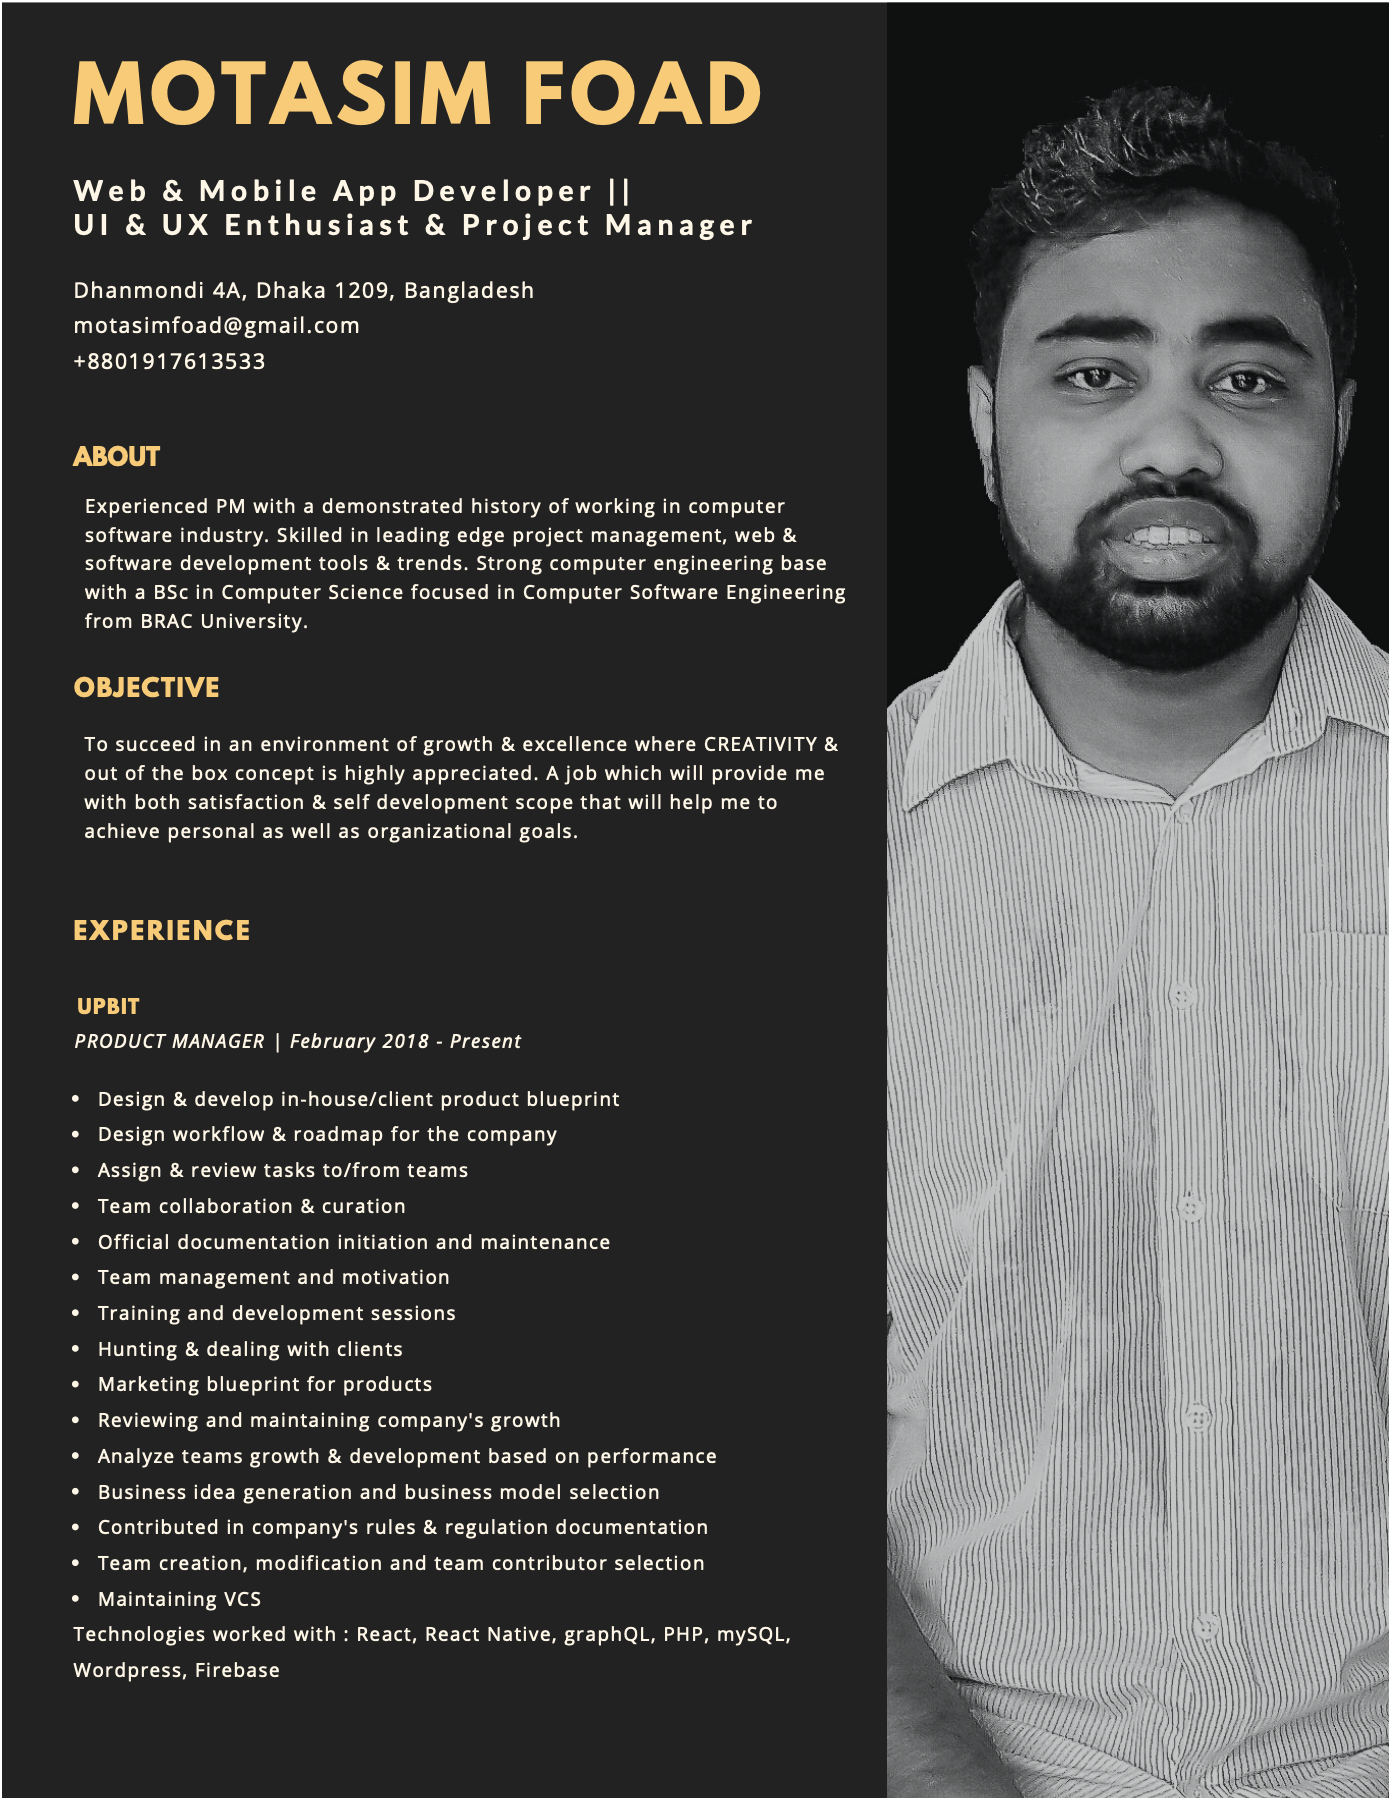 MOTASIM FOAD
Web & Mobile App Developer ||
UI & UX Enthusiast & Project Manager
Dhanmondi 4A, Dhaka 1209, Bangladesh
motasimfoad@gmail.com
+8801917613533
ABOUT
Experienced PM with a demonstrated history of working in computer
software industry. Skilled in leading edge project management, web &
software development tools & trends. Strong computer engineering base
with a BSc in Computer Science focused in Computer Software Engineering
from BRAC University.
OBJECTIVE
To succeed in an environment of growth & excellence where CREATIVITY &
out of the box concept is highly appreciated. A job which will provide me
with both satisfaction & self development scope that will help me to
achieve personal as well as organizational goals.
EXPERIENCE
UPBIT
PRODUCT MANAGER | February 2018 - Present
• Design & develop in-house/client product blueprint
• Design workflow & roadmap for the company
• Assign & review tasks to/from teams
• Team collaboration & curation
• Official documentation initiation and maintenance
• Team management and motivation
• Training and development sessions
• Hunting & dealing with clients
• Marketing blueprint for products
• Reviewing and maintaining company's growth
• Analyze teams growth & development based on performance
• Business idea generation and business model selection
• Contributed in company's rules & regulation documentation
• Team creation, modification and team contributor selection
• Maintaining VCS
Technologies worked with : React, React Native, graphQL, PHP, mySQL,
Wordpress, Firebase